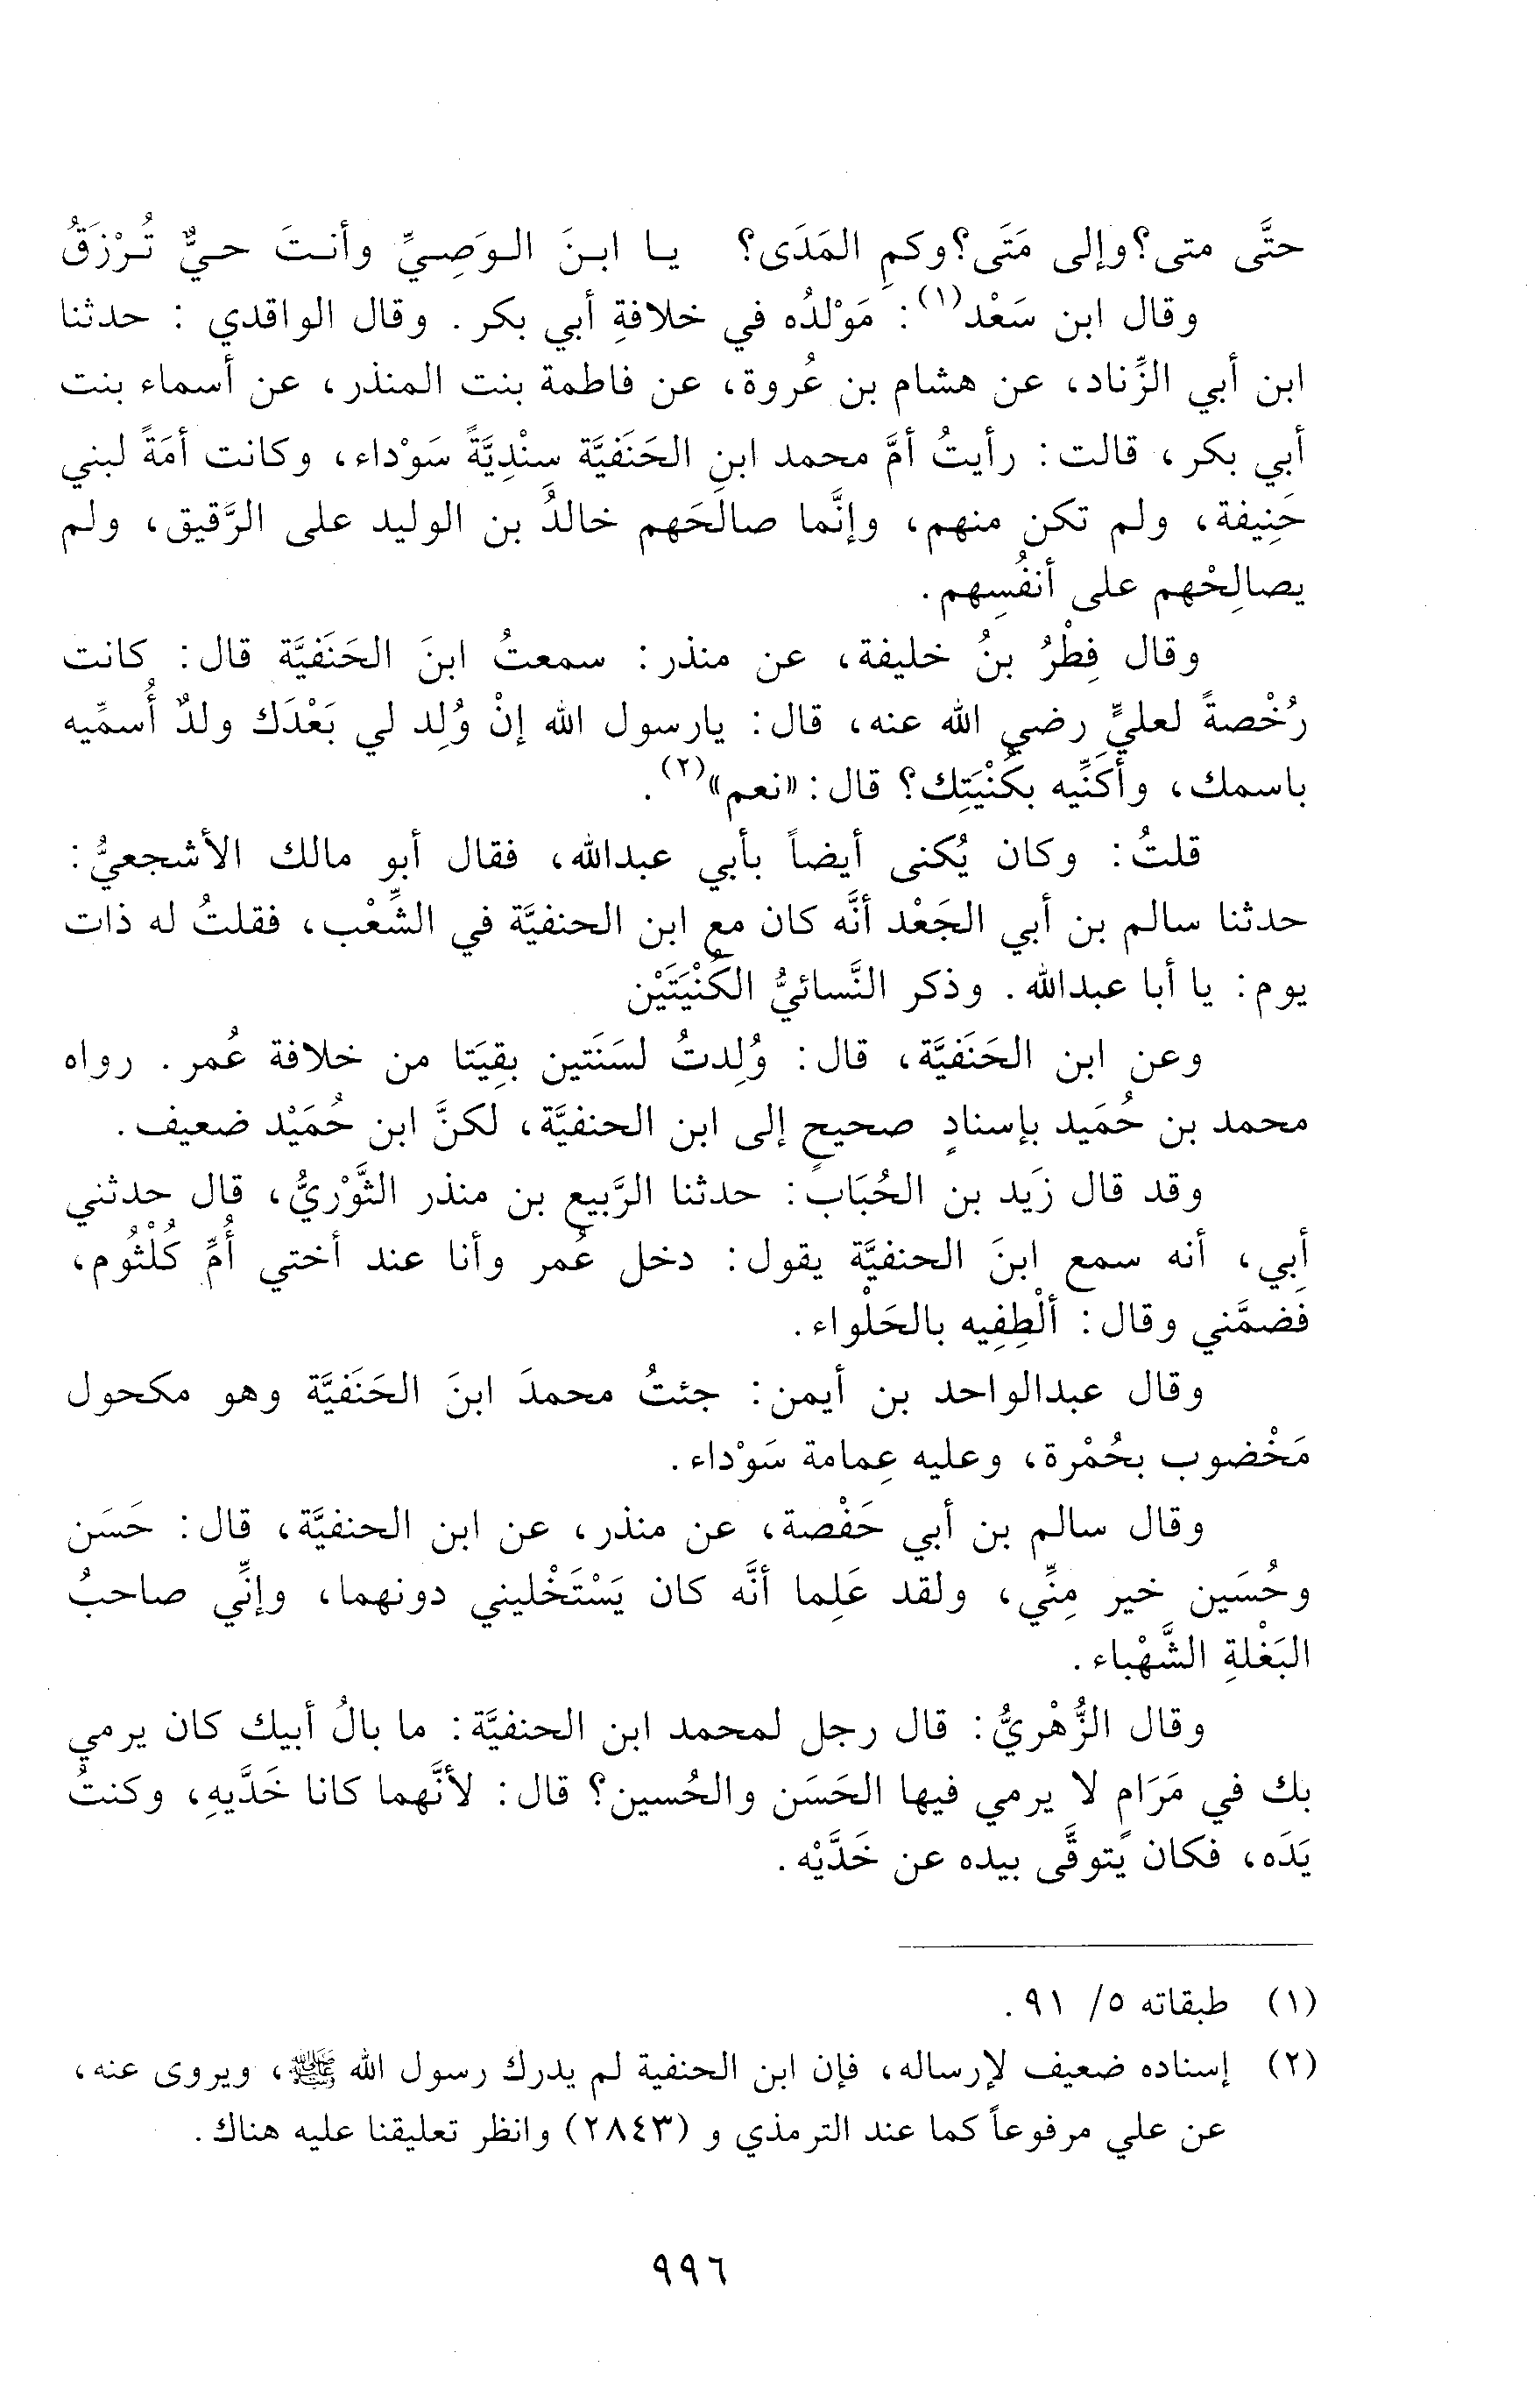 حتَّى متى؟وإلى مَتَى؟وكمِ المَدَى؟ يا ابنَ الوَصِيِّ وأنتَ حيٌّ تُرْزَقُ
وقال ابن سَعْد(١): مَوْلدُه في خلافةِ أبي بكر. وقال الواقدي: حدثنا
ابن أبي الزِّناد، عن هشام بن عُروة، عن فاطمة بنت المنذر، عن أسماء بنت
أبي بكر، قالت: رأيتُ أمَّ محمد ابنِ الحَنَفيَّة سِنْدِيَّةً سَوْداء، وكانت أمَةً لبني
حَنِيفة، ولم تكن منهم، وإنَّما صالَحَهم خالدُ بن الوليد على الرَّقيق، ولم
يصالِحْهم على أنفُسِهم.
وقال فِطْرُ بنُ خليفة، عن منذر: سمعتُ ابنَ الحَنَفيَّة قال: كانت
رُخْصةً لعليٍّ رضي الله عنه، قال: يارسول الله إنْ وُلِد لي بَعْدَك ولدٌ أُسمِّيه
باسمك، وأُكَنِّيه بكُنْيَتِك؟ قال: «نعم»(٢).
قلتُ: وكان يُكنى أيضاً بأبي عبدالله، فقال أبو مالك الأشجعيُّ:
حدثنا سالم بن أبي الجَعْد أنَّه كان مع ابن الحنفيَّة في الشِّعْب، فقلتُ له ذات
يوم: يا أبا عبدالله. وذكر النَّسائيُّ الكُنْيَتَيْن
وعن ابن الحَنَفيَّة، قال: وُلِدتُ لسَنَتين بقِيَتا من خلافة عُمر. رواه
محمد بن حُمَيد بإسنادٍ صحيحٍ إلى ابن الحنفيَّة، لكنَّ ابن حُمَيْد ضعيف.
وقد قال زَيد بن الحُبَاب: حدثنا الرَّبيع بن منذر الثَّوْريُّ، قال حدثني
أبي، أنه سمع ابنَ الحنفيَّة يقول: دخل عُمر وأنا عند أختي أُمِّ كُلْثُوم،
فَضمَّني وقال: ألْطِفِيه بالحَلْواء.
وقال عبدالواحد بن أيمن: جئتُ محمدَ ابنَ الحَنَفيَّة وهو مكحول
مَخْضوب بحُمْرة، وعليه عِمامة سَوْداء.
وقال سالم بن أبي حَفْصة، عن منذر، عن ابن الحنفيَّة، قال: حَسَن
وحُسَين خير مِنِّي، ولقد عَلِما أنَّه كان يَسْتَخْليني دونهما، وإنِّي صاحبُ
البَغْلةِ الشَّهْباء.
وقال الزُّهْريُّ: قال رجل لمحمد ابن الحنفيَّة: ما بالُ أبيك كان يرمي
بك في مَرَامٍ لا يرمي فيها الحَسَن والحُسين؟ قال: لأنَّهما كانا خَدَّيهِ، وكنتُ
يَدَه، فكان يتوقَّى بيده عن خَدَّيْه.
(١) طبقاته ٥/ ٩١.
(٢) إسناده ضعيف لإرساله، فإن ابن الحنفية لم يدرك رسول الله ﷺ، ويروى عنه،
عن علي مرفوعاً كما عند الترمذي و (٢٨٤٣) وانظر تعليقنا عليه هناك.
٩٩٦